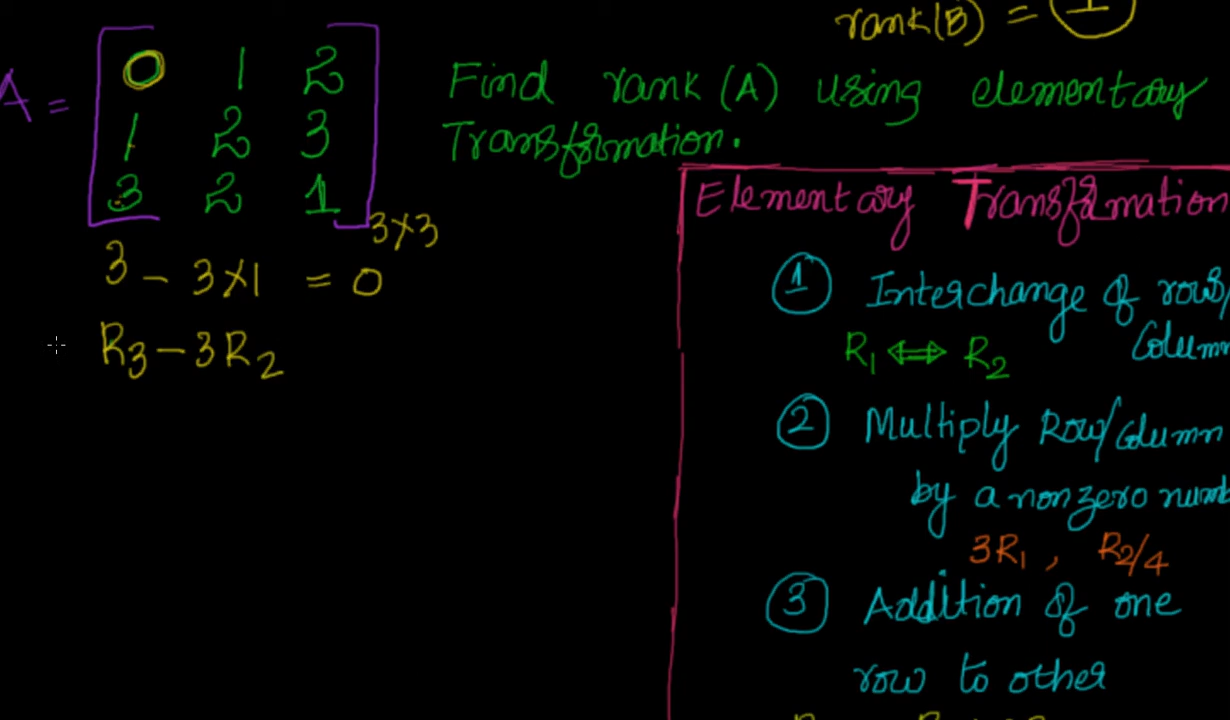 rank(B) = 1
A = [ 0 1 2
1 2 3
3 2 1 ] 3×3
Find rank (A) using elementary
Transformation.
3 - 3×1 = 0
R3 - 3R2
Elementary Transformation
① Interchange of rows/
Column
R1 ⇔ R2
② Multiply Row/Column
by a nonzero numb
3R1 , R2/4
③ Addition of one
row to other